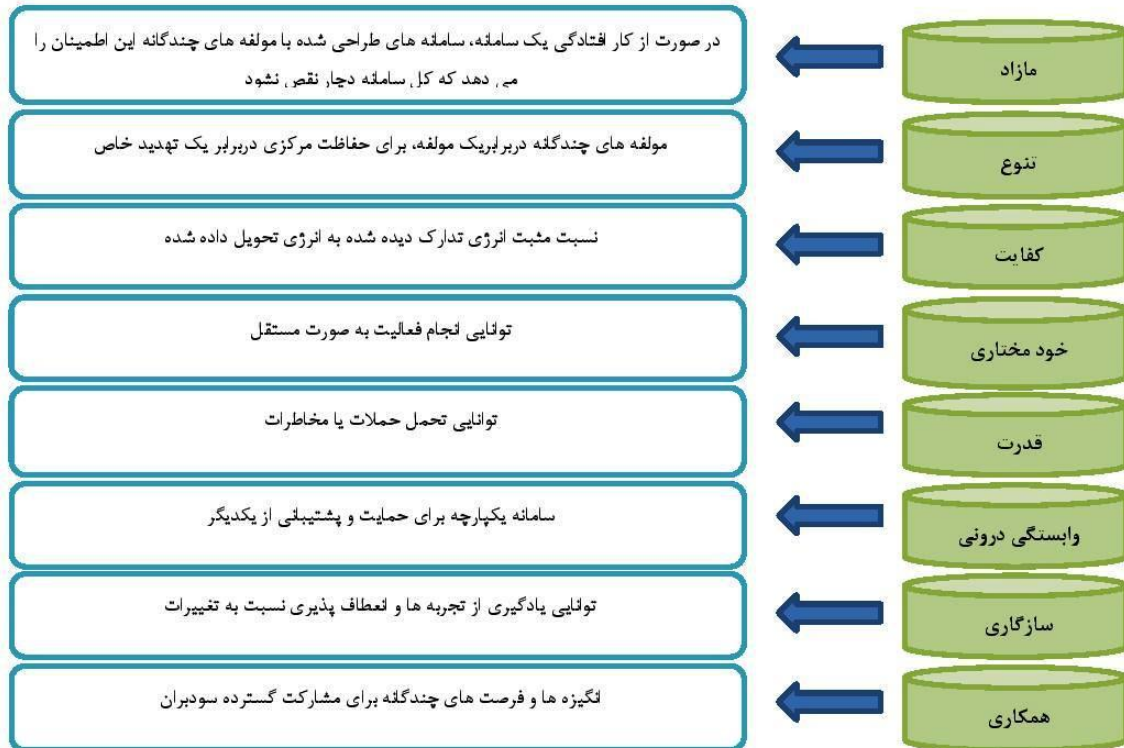 مازاد
در صورت از کار افتادگی یک سامانه، سامانه های طراحی شده با مولفه های چندگانه این اطمینان را
می دهد که کل سامانه دچار نقص نشود
تنوع
مولفه های چندگانه دربرابریک مولفه، برای حفاظت مرکزی دربرابر یک تهدید خاص
کفایت
نسبت مثبت انرژی تدارک دیده شده به انرژی تحویل داده شده
خود مختاری
توانایی انجام فعالیت به صورت مستقل
قدرت
توانایی تحمل حملات یا مخاطرات
وابستگی درونی
سامانه یکپارچه برای حمایت و پشتیبانی از یکدیگر
سازگاری
توانایی یادگیری از تجربه ها و انعطاف پذیری نسبت به تغییرات
همکاری
انگیزه ها و فرصت های چندگانه برای مشارکت گسترده سودبران